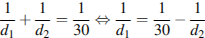 1/d₁ + 1/d₂ = 1/30 ⇔ 1/d₁ = 1/30 − 1/d₂